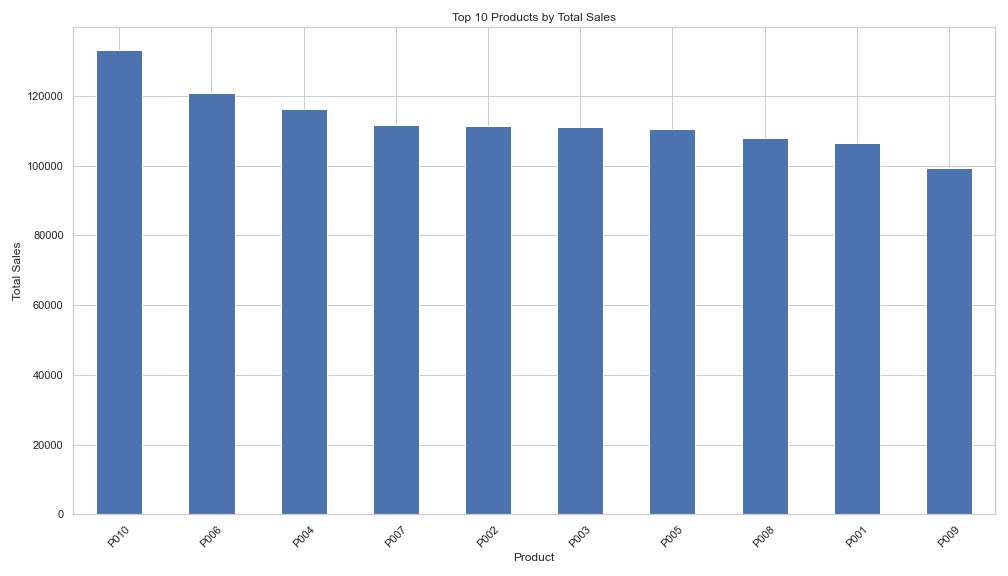 Top 10 Products by Total Sales
120000
100000
80000
60000
40000
20000
0
Total Sales
P010 P006 P004 P007 P002 P003 P005 P008 P001 P009
Product